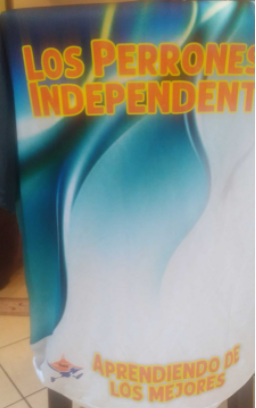 LOS PERRONES
INDEPENDENT
APRENDIENDO DE
LOS MEJORES